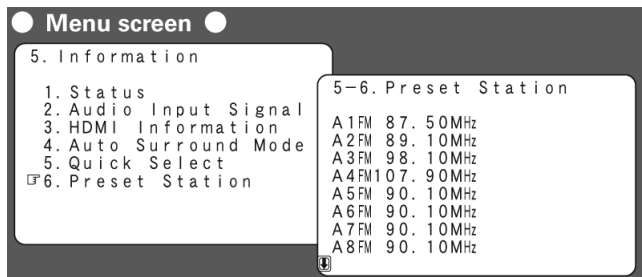 Menu screen
5. Information
1. Status
2. Audio Input Signal
3. HDMI Information
4. Auto Surround Mode
5. Quick Select
☞6. Preset Station
5-6. Preset Station
A1FM 87.50MHz
A2FM 89.10MHz
A3FM 98.10MHz
A4FM107.90MHz
A5FM 90.10MHz
A6FM 90.10MHz
A7FM 90.10MHz
A8FM 90.10MHz